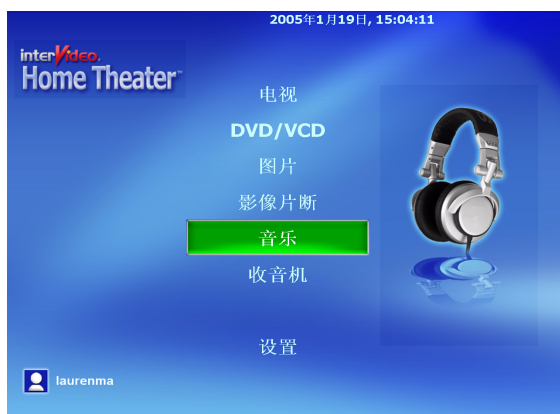 2005年1月19日, 15:04:11
interVideo.
Home Theater™
电视
DVD/VCD
图片
影像片断
音乐
收音机
设置
laurenma